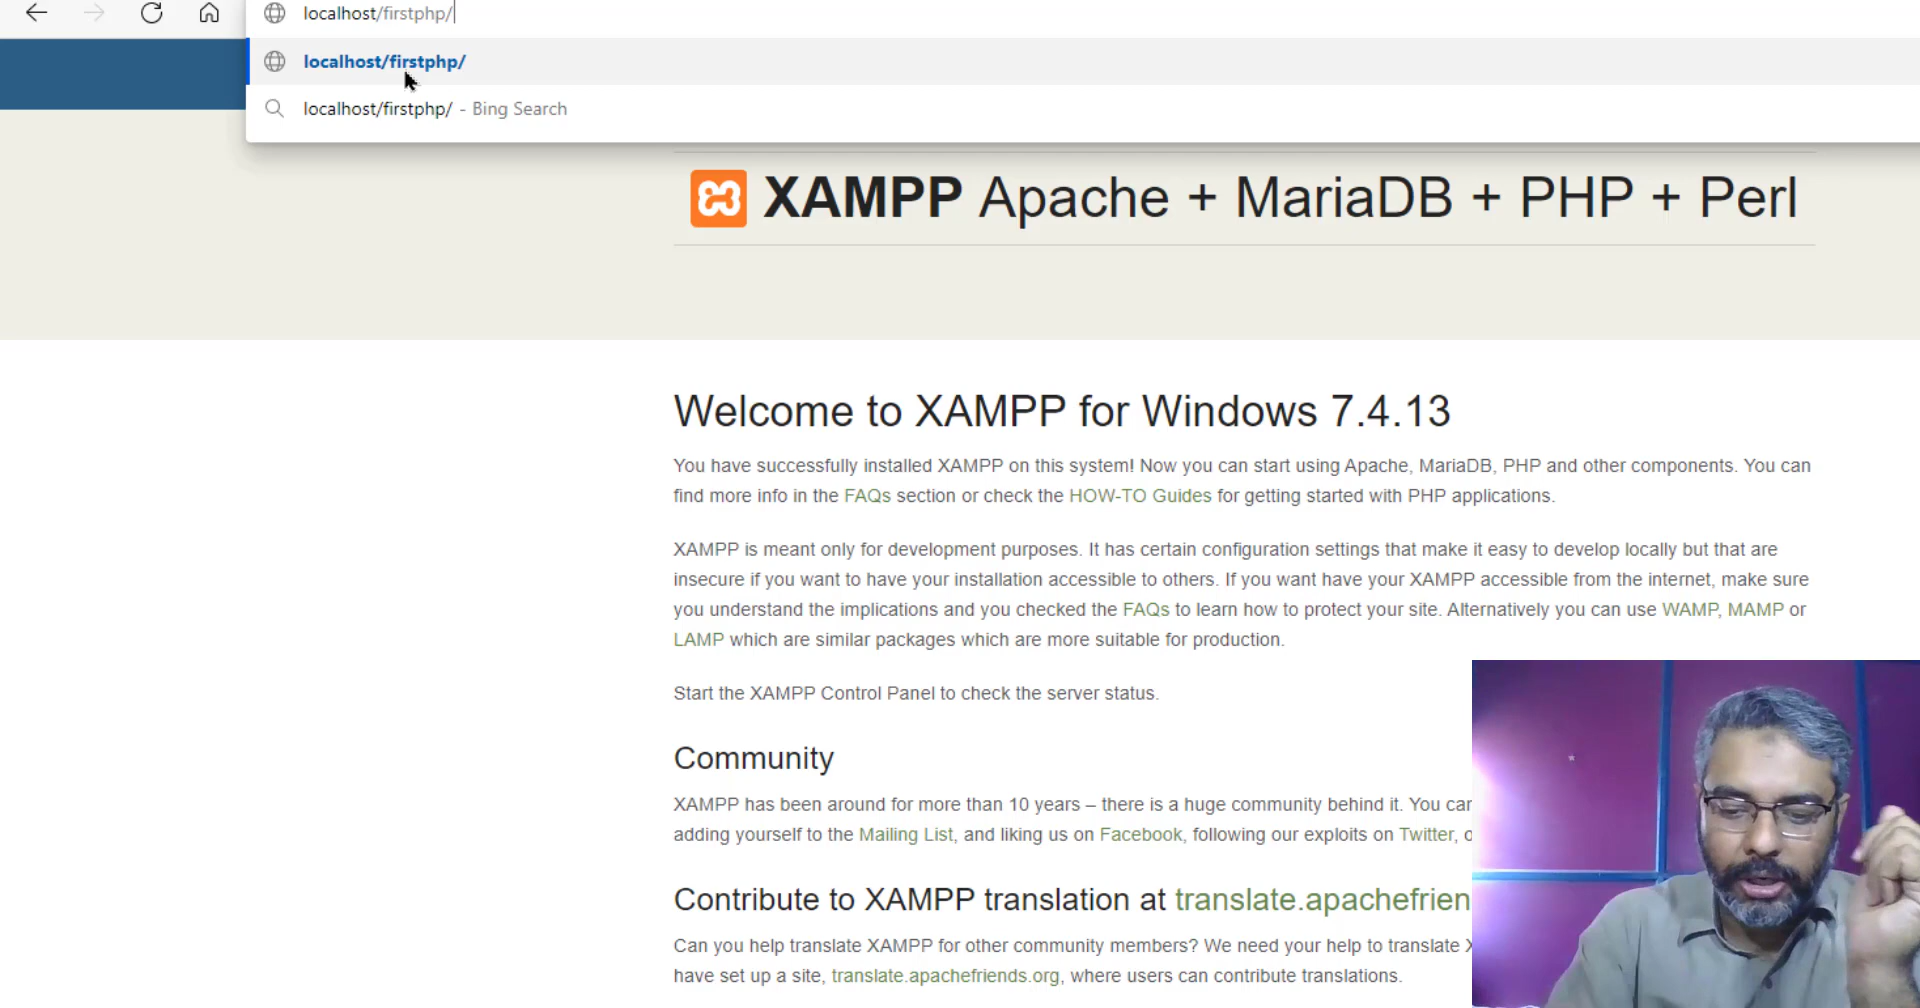 localhost/firstphp/
localhost/firstphp/
localhost/firstphp/ - Bing Search
XAMPP Apache + MariaDB + PHP + Perl
Welcome to XAMPP for Windows 7.4.13
You have successfully installed XAMPP on this system! Now you can start using Apache, MariaDB, PHP and other components. You can
find more info in the FAQs section or check the HOW-TO Guides for getting started with PHP applications.
XAMPP is meant only for development purposes. It has certain configuration settings that make it easy to develop locally but that are
insecure if you want to have your installation accessible to others. If you want have your XAMPP accessible from the internet, make sure
you understand the implications and you checked the FAQs to learn how to protect your site. Alternatively you can use WAMP, MAMP or
LAMP which are similar packages which are more suitable for production.
Start the XAMPP Control Panel to check the server status.
Community
XAMPP has been around for more than 10 years – there is a huge community behind it. You can
adding yourself to the Mailing List, and liking us on Facebook, following our exploits on Twitter,
Contribute to XAMPP translation at translate.apachefrien
Can you help translate XAMPP for other community members? We need your help to translate
have set up a site, translate.apachefriends.org, where users can contribute translations.